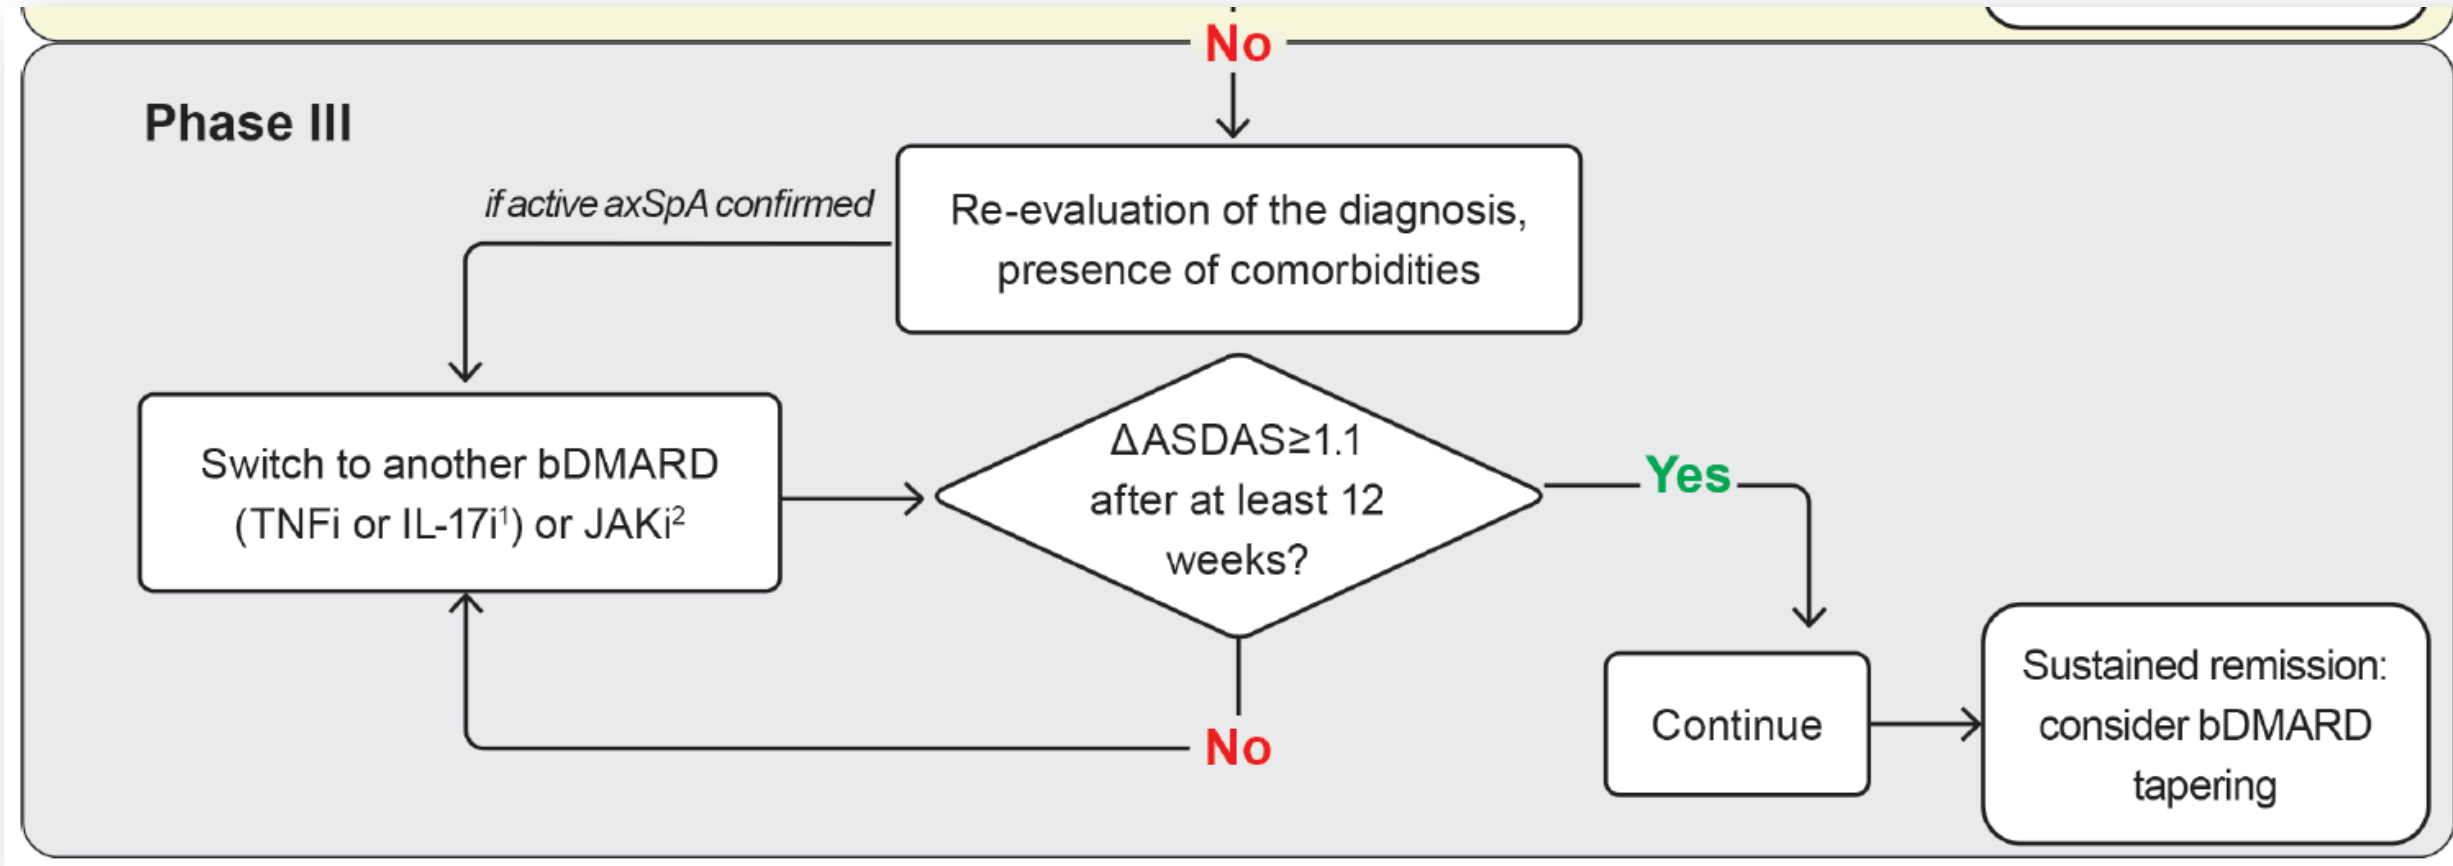 No
Phase III
if active axSpA confirmed
Re-evaluation of the diagnosis,
presence of comorbidities
Switch to another bDMARD
(TNFi or IL-17i¹) or JAKi²
ΔASDAS≥1.1
after at least 12
weeks?
Yes
No
Continue
Sustained remission:
consider bDMARD
tapering